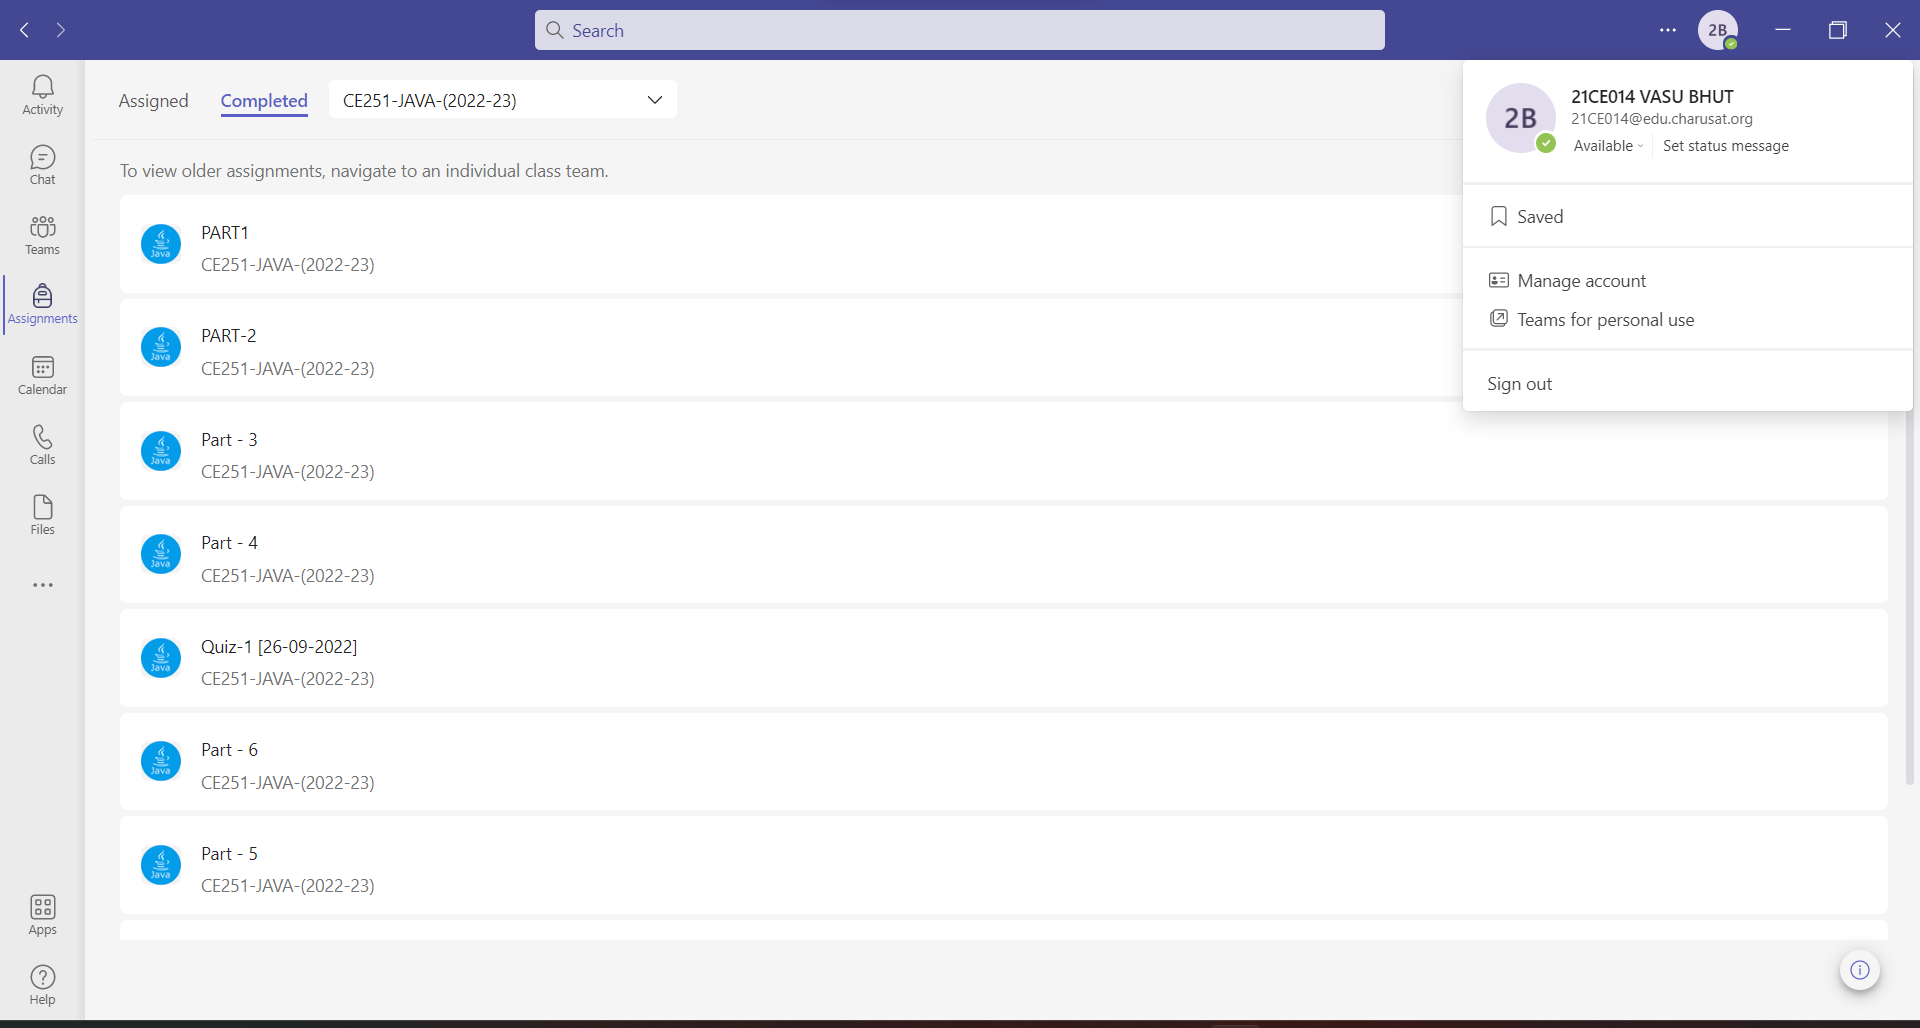 Search
2B
Activity
Chat
Teams
Assignments
Calendar
Calls
Files
Apps
Help
Assigned
Completed
CE251-JAVA-(2022-23)
To view older assignments, navigate to an individual class team.
Java
PART1
CE251-JAVA-(2022-23)
Java
PART-2
CE251-JAVA-(2022-23)
Java
Part - 3
CE251-JAVA-(2022-23)
Java
Part - 4
CE251-JAVA-(2022-23)
Java
Quiz-1 [26-09-2022]
CE251-JAVA-(2022-23)
Java
Part - 6
CE251-JAVA-(2022-23)
Java
Part - 5
CE251-JAVA-(2022-23)
2B
21CE014 VASU BHUT
21CE014@edu.charusat.org
Available
Set status message
Saved
Manage account
Teams for personal use
Sign out